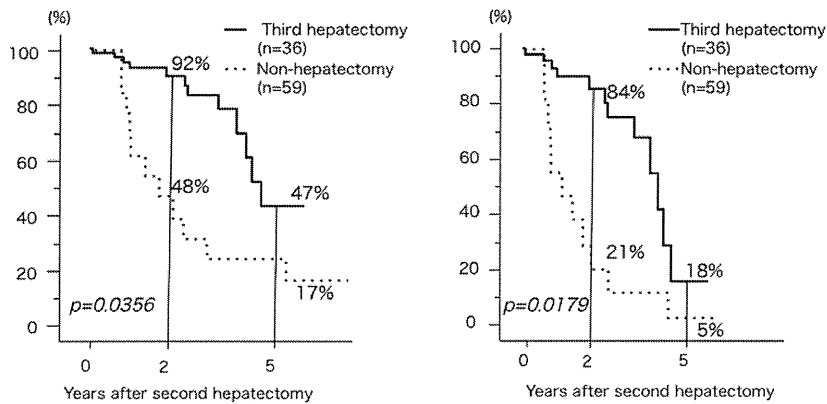 (%)
Third hepatectomy
(n=36)
Non-hepatectomy
(n=59)
100
80
60
40
20
0
92%
48%
47%
17%
p=0.0356
0
2
5
Years after second hepatectomy
(%)
Third hepatectomy
(n=36)
Non-hepatectomy
(n=59)
100
80
60
40
20
0
84%
21%
18%
5%
p=0.0179
0
2
5
Years after second hepatectomy